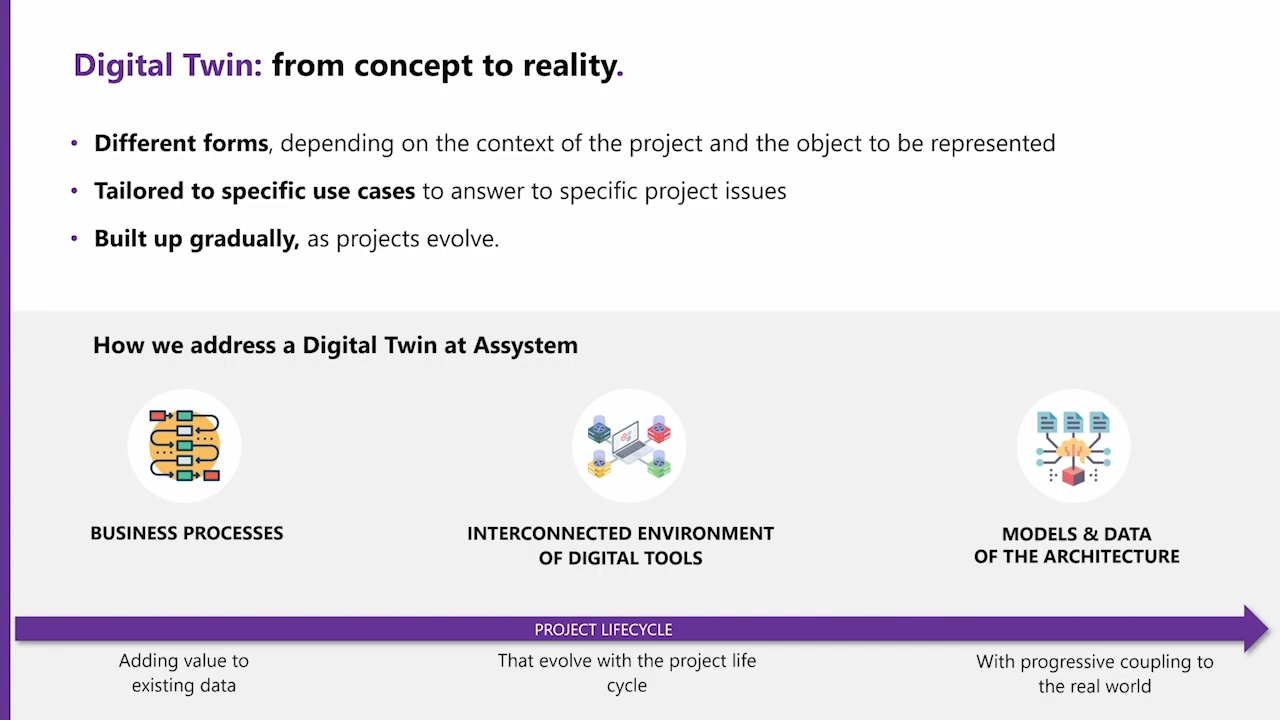 Digital Twin: from concept to reality.
• Different forms, depending on the context of the project and the object to be represented
• Tailored to specific use cases to answer to specific project issues
• Built up gradually, as projects evolve.
How we address a Digital Twin at Assystem
BUSINESS PROCESSES
INTERCONNECTED ENVIRONMENT
OF DIGITAL TOOLS
MODELS & DATA
OF THE ARCHITECTURE
PROJECT LIFECYCLE
Adding value to
existing data
That evolve with the project life
cycle
With progressive coupling to
the real world